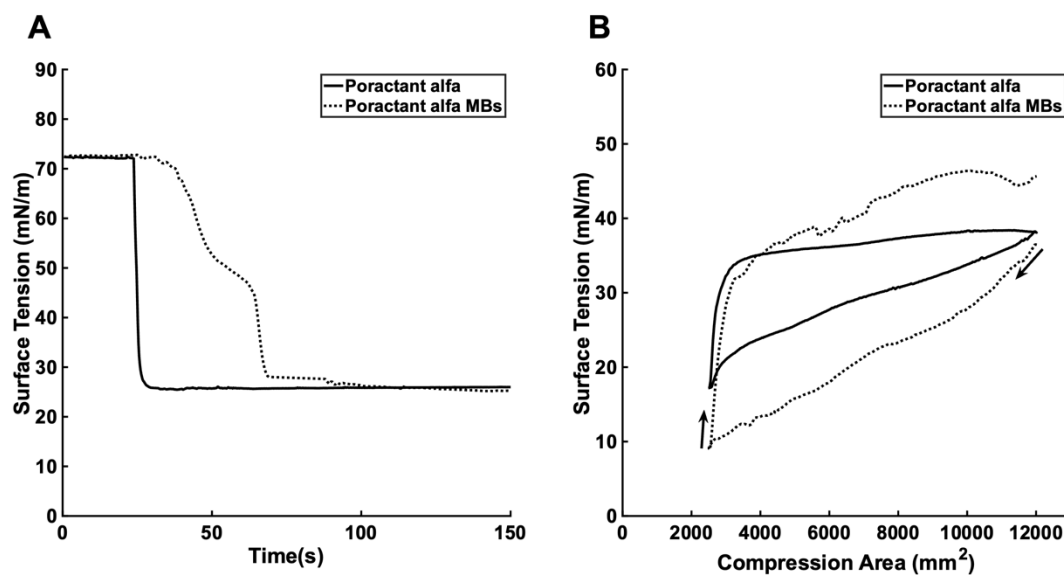 A
90
80
70
60
50
40
30
20
10
0
Surface Tension (mN/m)
0
50
100
150
Time(s)
Poractant alfa
Poractant alfa MBs
B
60
50
40
30
20
10
0
Surface Tension (mN/m)
0
2000
4000
6000
8000
10000
12000
Compression Area (mm²)
Poractant alfa
Poractant alfa MBs